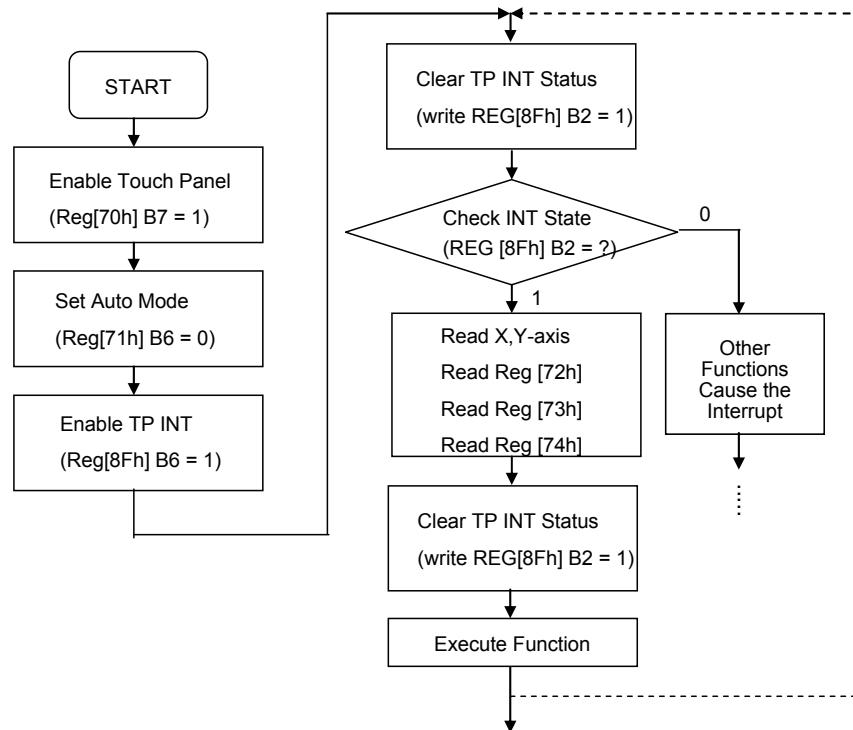 START
Enable Touch Panel
(Reg[70h] B7 = 1)
Set Auto Mode
(Reg[71h] B6 = 0)
Enable TP INT
(Reg[8Fh] B6 = 1)
Clear TP INT Status
(write REG[8Fh] B2 = 1)
Check INT State
(REG [8Fh] B2 = ?)
0
1
Read X,Y-axis
Read Reg [72h]
Read Reg [73h]
Read Reg [74h]
Other
Functions
Cause the
Interrupt
Clear TP INT Status
(write REG[8Fh] B2 = 1)
Execute Function